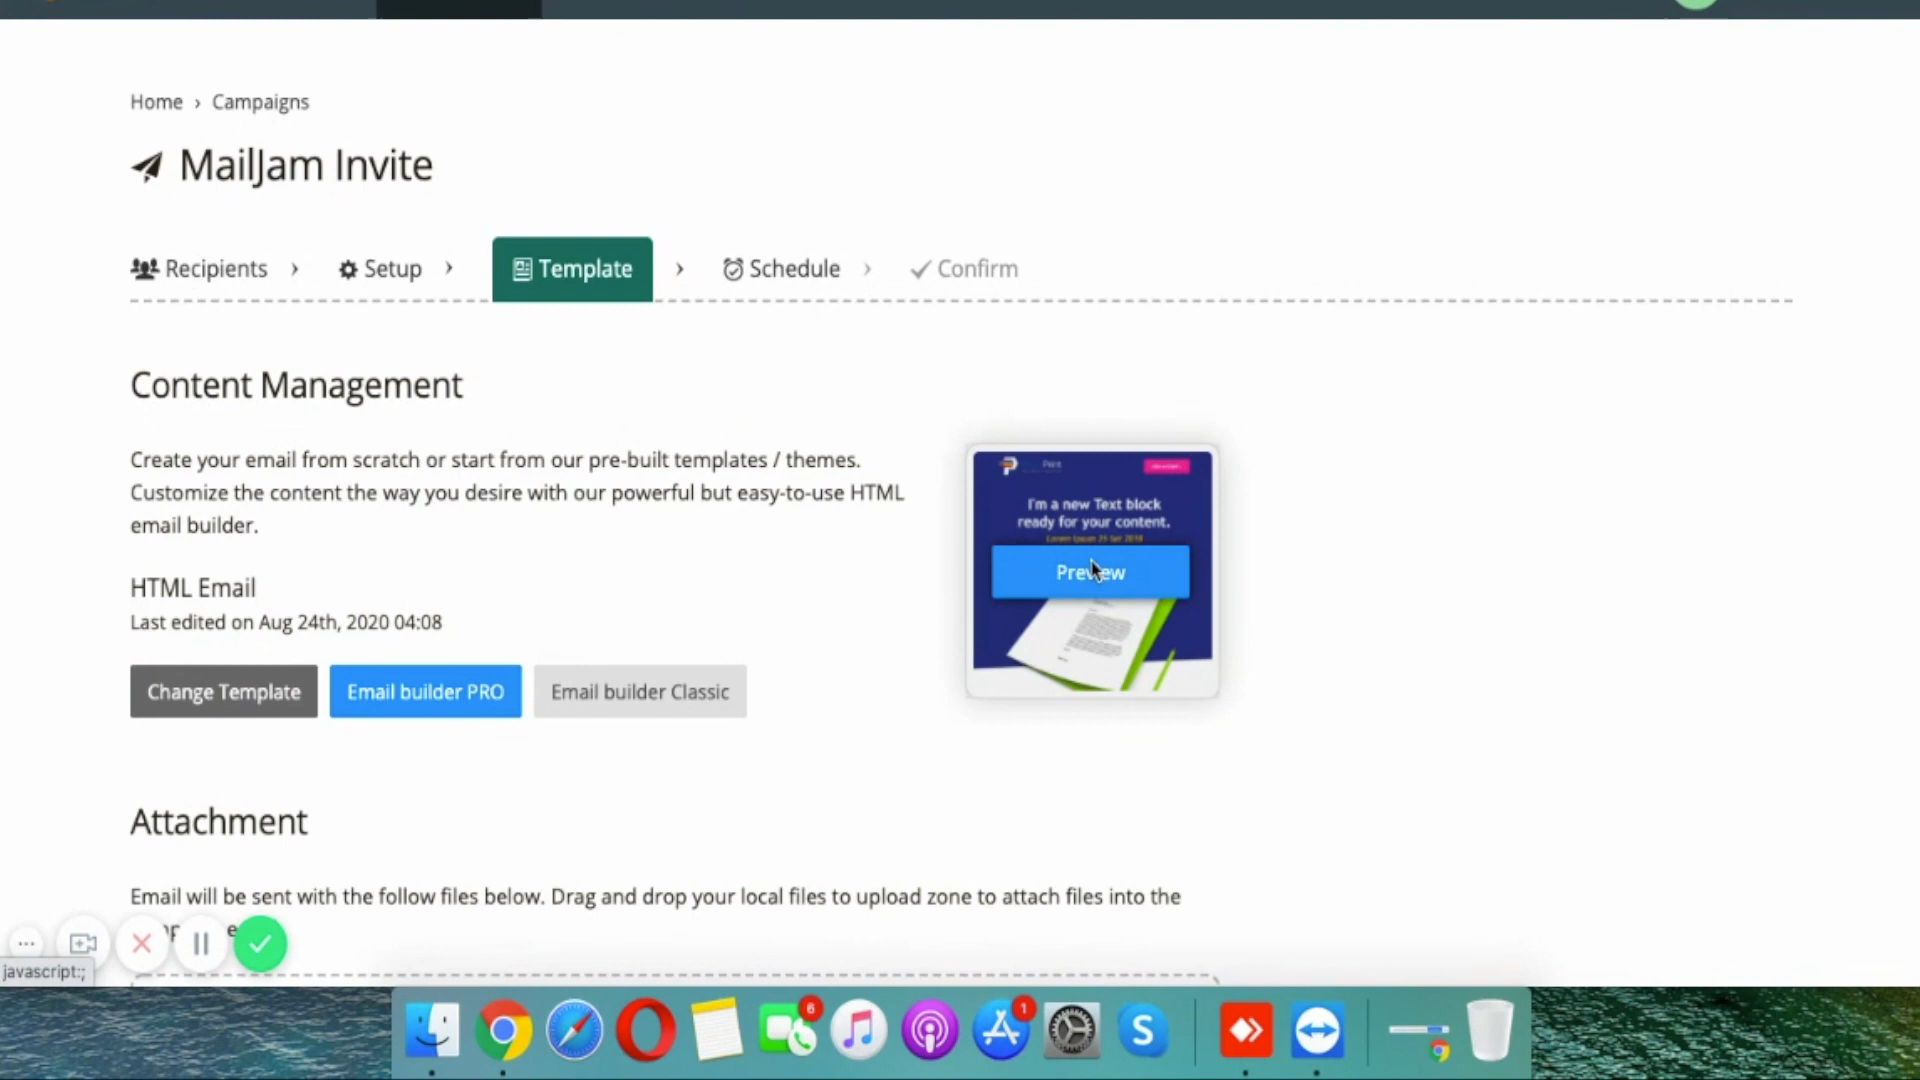 Home › Campaigns
MailJam Invite
Recipients › Setup › Template › Schedule › Confirm
Content Management
Create your email from scratch or start from our pre-built templates / themes.
Customize the content the way you desire with our powerful but easy-to-use HTML
email builder.
HTML Email
Last edited on Aug 24th, 2020 04:08
Change Template
Email builder PRO
Email builder Classic
Print
I'm a new Text block
ready for your content.
Preview
Attachment
Email will be sent with the follow files below. Drag and drop your local files to upload zone to attach files into the
javascript:;
6
1